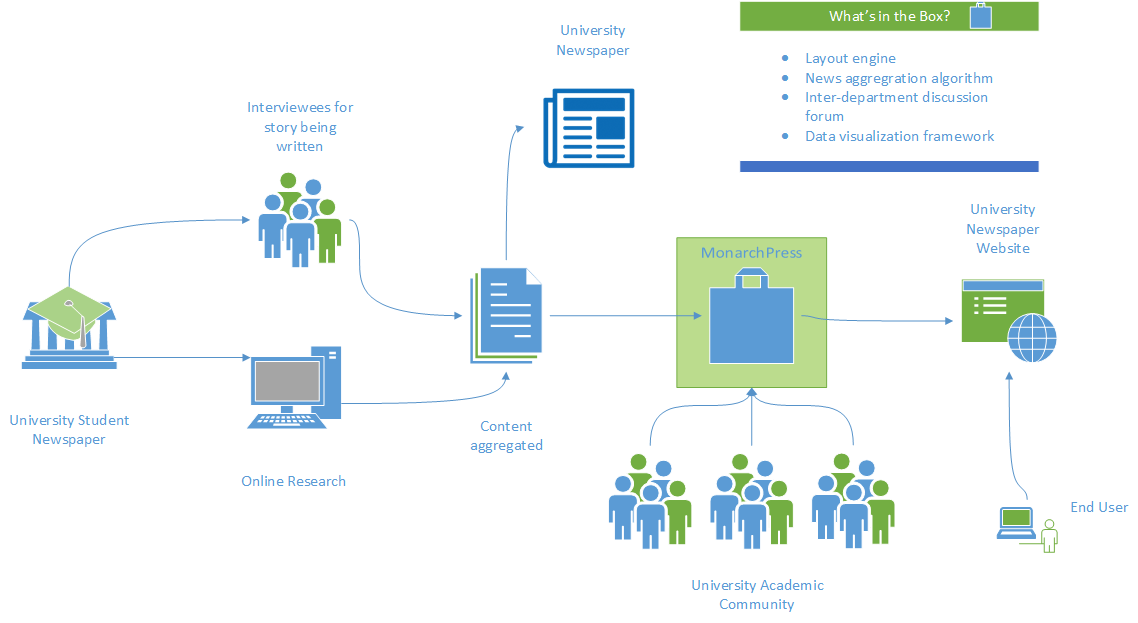 University
Newspaper
What's in the Box?
• Layout engine
• News aggregration algorithm
• Inter-department discussion
forum
• Data visualization framework
Interviewees for
story being
written
University
Newspaper
Website
MonarchPress
University Student
Newspaper
Content
aggregated
Online Research
End User
University Academic
Community